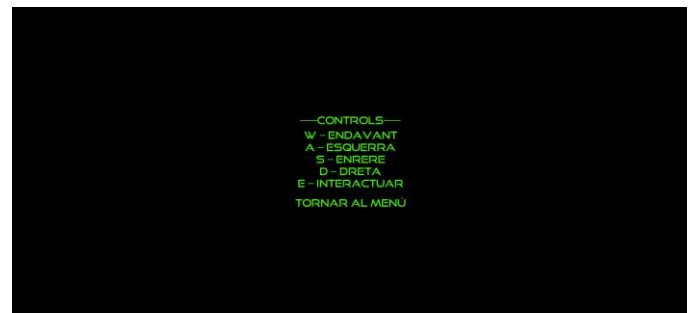 ----CONTROLS----
W - ENDAVANT
A - ESQUERRA
S - ENRERE
D - DRETA
E - INTERACTUAR
TORNAR AL MENÚ